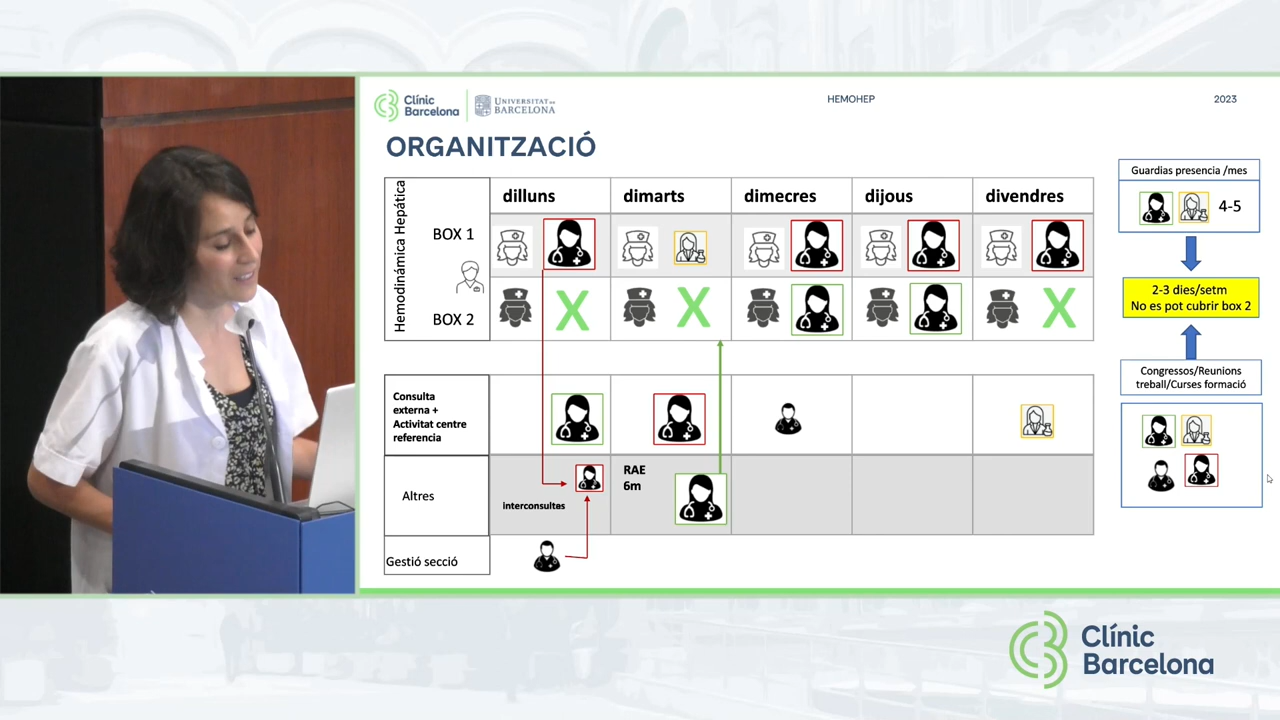 Clínic
Barcelona
UNIVERSITAT DE
BARCELONA
HEMOHEP
2023
ORGANITZACIÓ
Hemodinámica Hepática
dilluns
dimarts
dimecres
dijous
divendres
BOX 1
BOX 2
X
X
X
Consulta
externa +
Activitat centre
referencia
Altres
interconsultes
RAE
6m
Gestió secció
Guardias presencia /mes
4-5
2-3 dies/setm
No es pot cubrir box 2
Congressos/Reunions
treball/Curses formació
Clínic
Barcelona